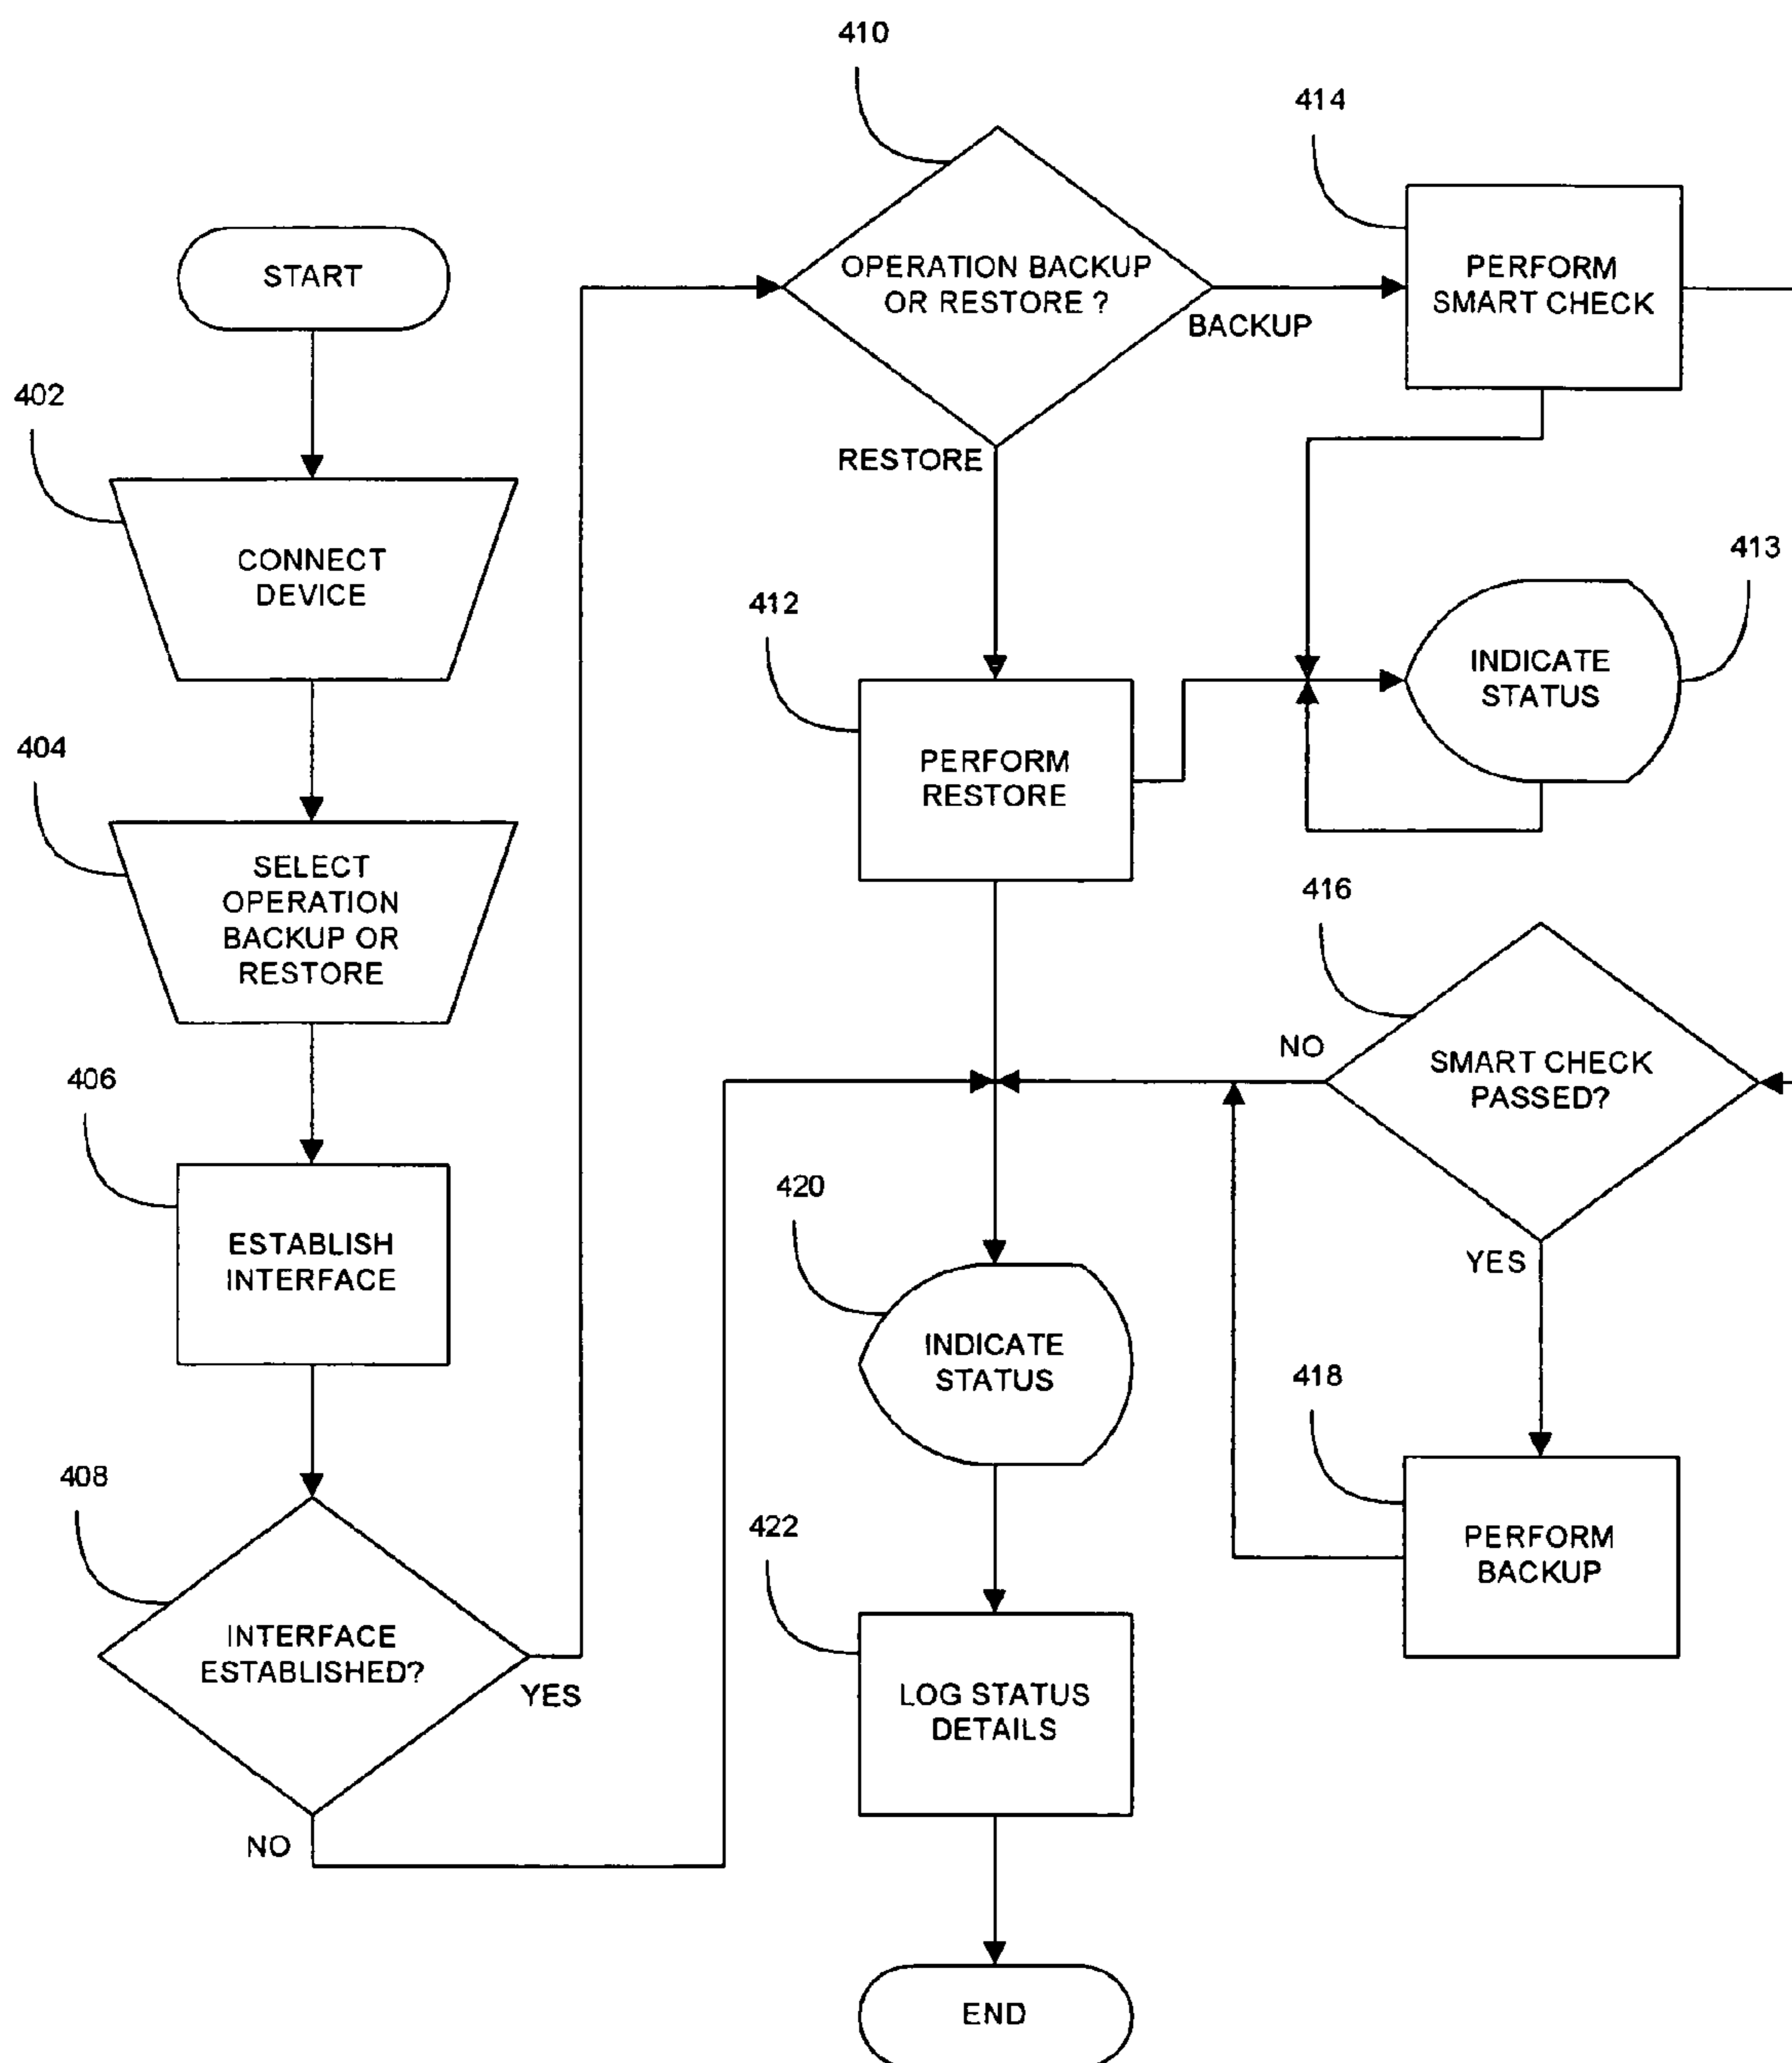 START
402
CONNECT
DEVICE
404
SELECT
OPERATION
BACKUP OR
RESTORE
406
ESTABLISH
INTERFACE
408
INTERFACE
ESTABLISHED?
YES
NO
410
OPERATION BACKUP
OR RESTORE ?
BACKUP
RESTORE
414
PERFORM
SMART CHECK
412
PERFORM
RESTORE
413
INDICATE
STATUS
416
SMART CHECK
PASSED?
NO
YES
418
PERFORM
BACKUP
420
INDICATE
STATUS
422
LOG STATUS
DETAILS
END